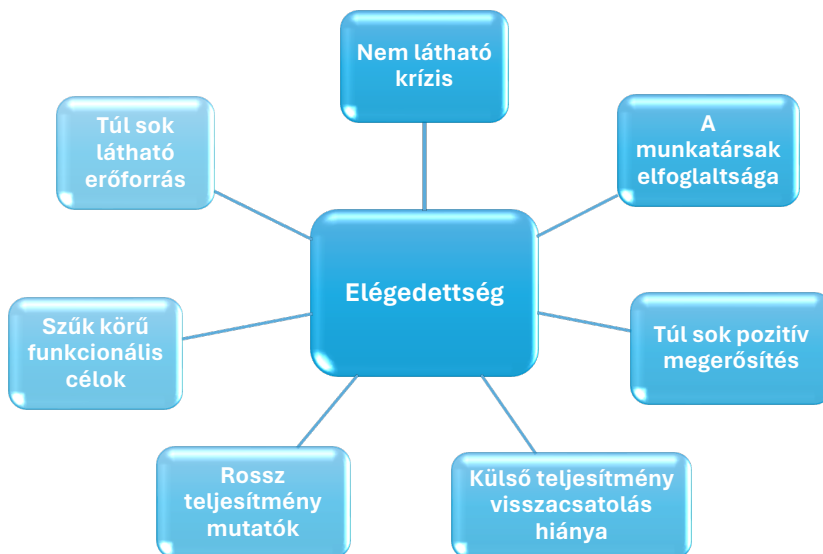 Nem látható
krízis
A
munkatársak
elfoglaltsága
Túl sok pozitív
megerősítés
Külső teljesítmény
visszacsatolás
hiánya
Rossz
teljesítmény
mutatók
Szűk körű
funkcionális
célok
Túl sok
látható
erőforrás
Elégedettség